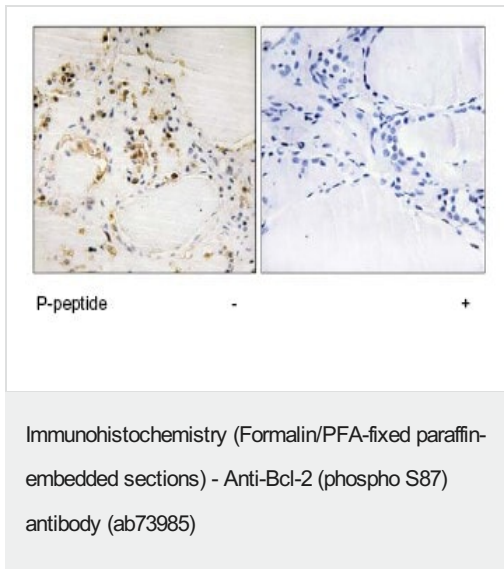 P-peptide - +
Immunohistochemistry (Formalin/PFA-fixed paraffin-
embedded sections) - Anti-Bcl-2 (phospho S87)
antibody (ab73985)